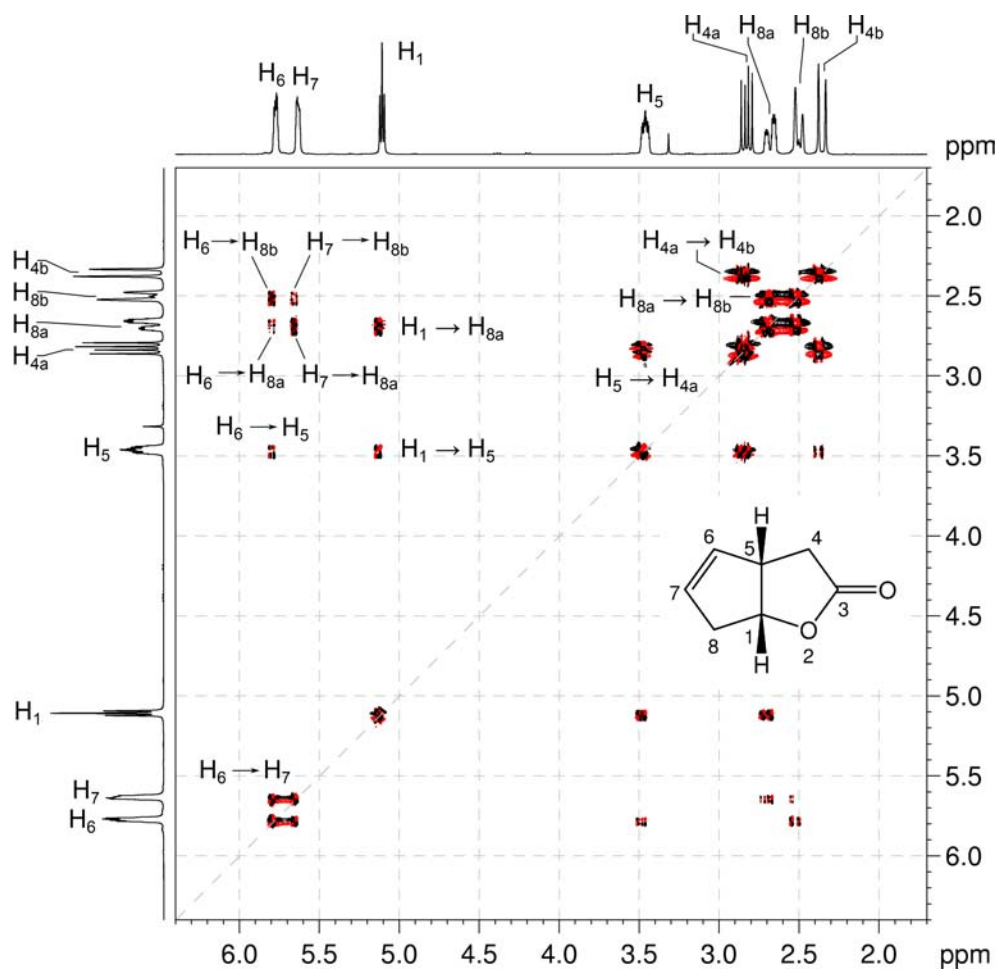 H4a H8a H8b H4b
H6 H7 H1 H5
ppm
H4b
H8b
H8a
H4a
H5
H1
H7
H6
H6 → H8b H7 → H8b
H4a → H4b
H8a → H8b
H1 → H8a
H6 → H8a H7 → H8a
H5 → H4a
H6 → H5
H1 → H5
H6 → H7
H
6 5 4
7 3 O
8 1 O
2
H
2.0
2.5
3.0
3.5
4.0
4.5
5.0
5.5
6.0
6.0 5.5 5.0 4.5 4.0 3.5 3.0 2.5 2.0 ppm